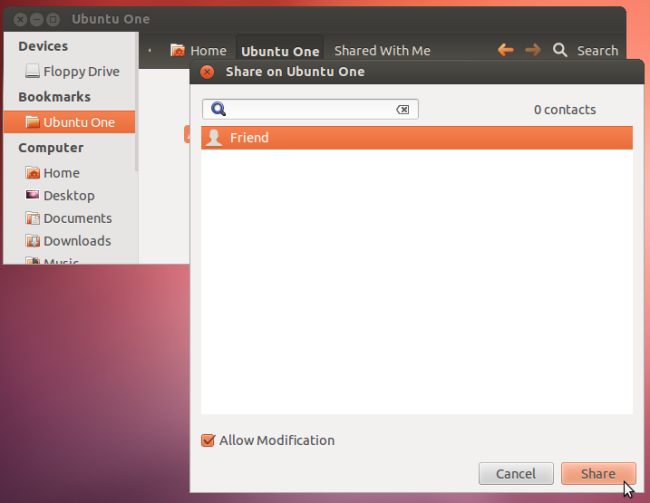 Ubuntu One
Devices
Floppy Drive
Bookmarks
Ubuntu One
Computer
Home
Desktop
Documents
Downloads
Music
Home Ubuntu One Shared With Me Search
Share on Ubuntu One
0 contacts
Friend
Allow Modification
Cancel Share